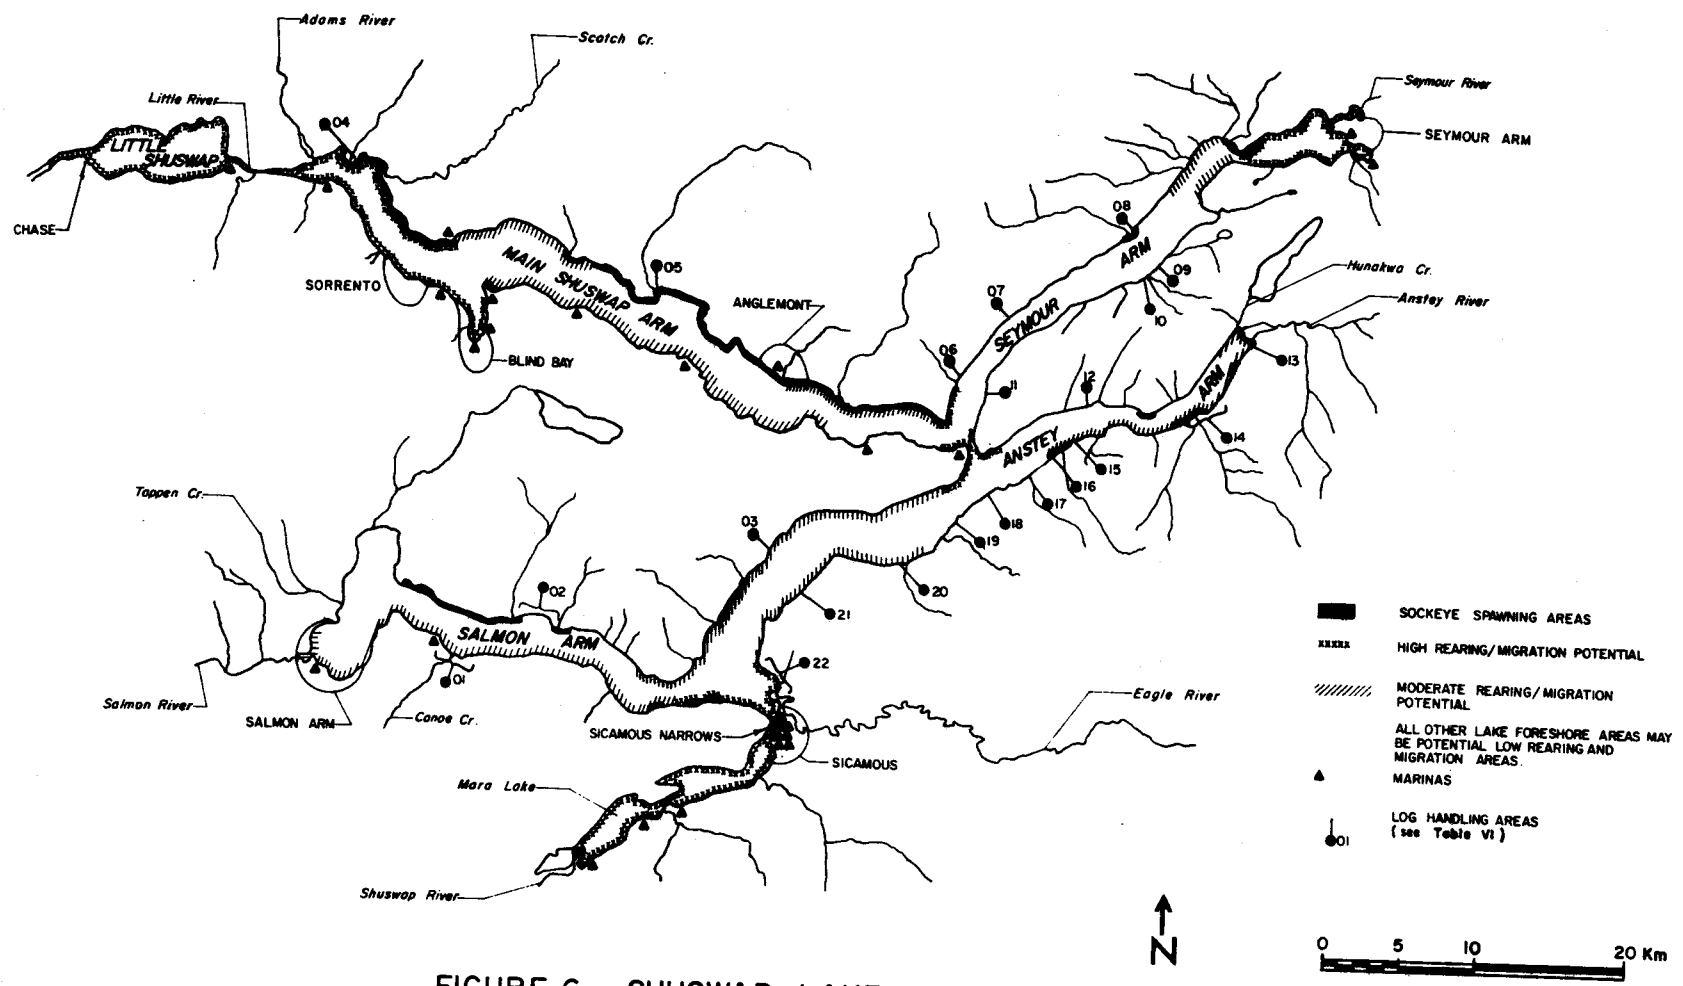 Adams River
Scotch Cr.
Little River
04
LITTLE
SHUSWAP
CHASE
Seymour River
SEYMOUR ARM
08
ARM
09
10
07
SEYMOUR
Hunakwa Cr.
Anstey River
MAIN SHUSWAP ARM
05
SORRENTO
ANGLEMONT
BLIND BAY
06
11
12
13
ARM
ANSTEY
14
15
16
17
18
19
20
21
22
03
Tappen Cr.
02
SALMON ARM
01
Salmon River
SALMON ARM
Canoe Cr.
SICAMOUS NARROWS
Eagle River
SICAMOUS
Mara Lake
Shuswap River
SOCKEYE SPAWNING AREAS
HIGH REARING/MIGRATION POTENTIAL
MODERATE REARING/MIGRATION
POTENTIAL
ALL OTHER LAKE FORESHORE AREAS MAY
BE POTENTIAL LOW REARING AND
MIGRATION AREAS.
MARINAS
LOG HANDLING AREAS
(see Table VI)
01
N
0 5 10 20 Km
FIGURE 6 SHUSWAP LAKE